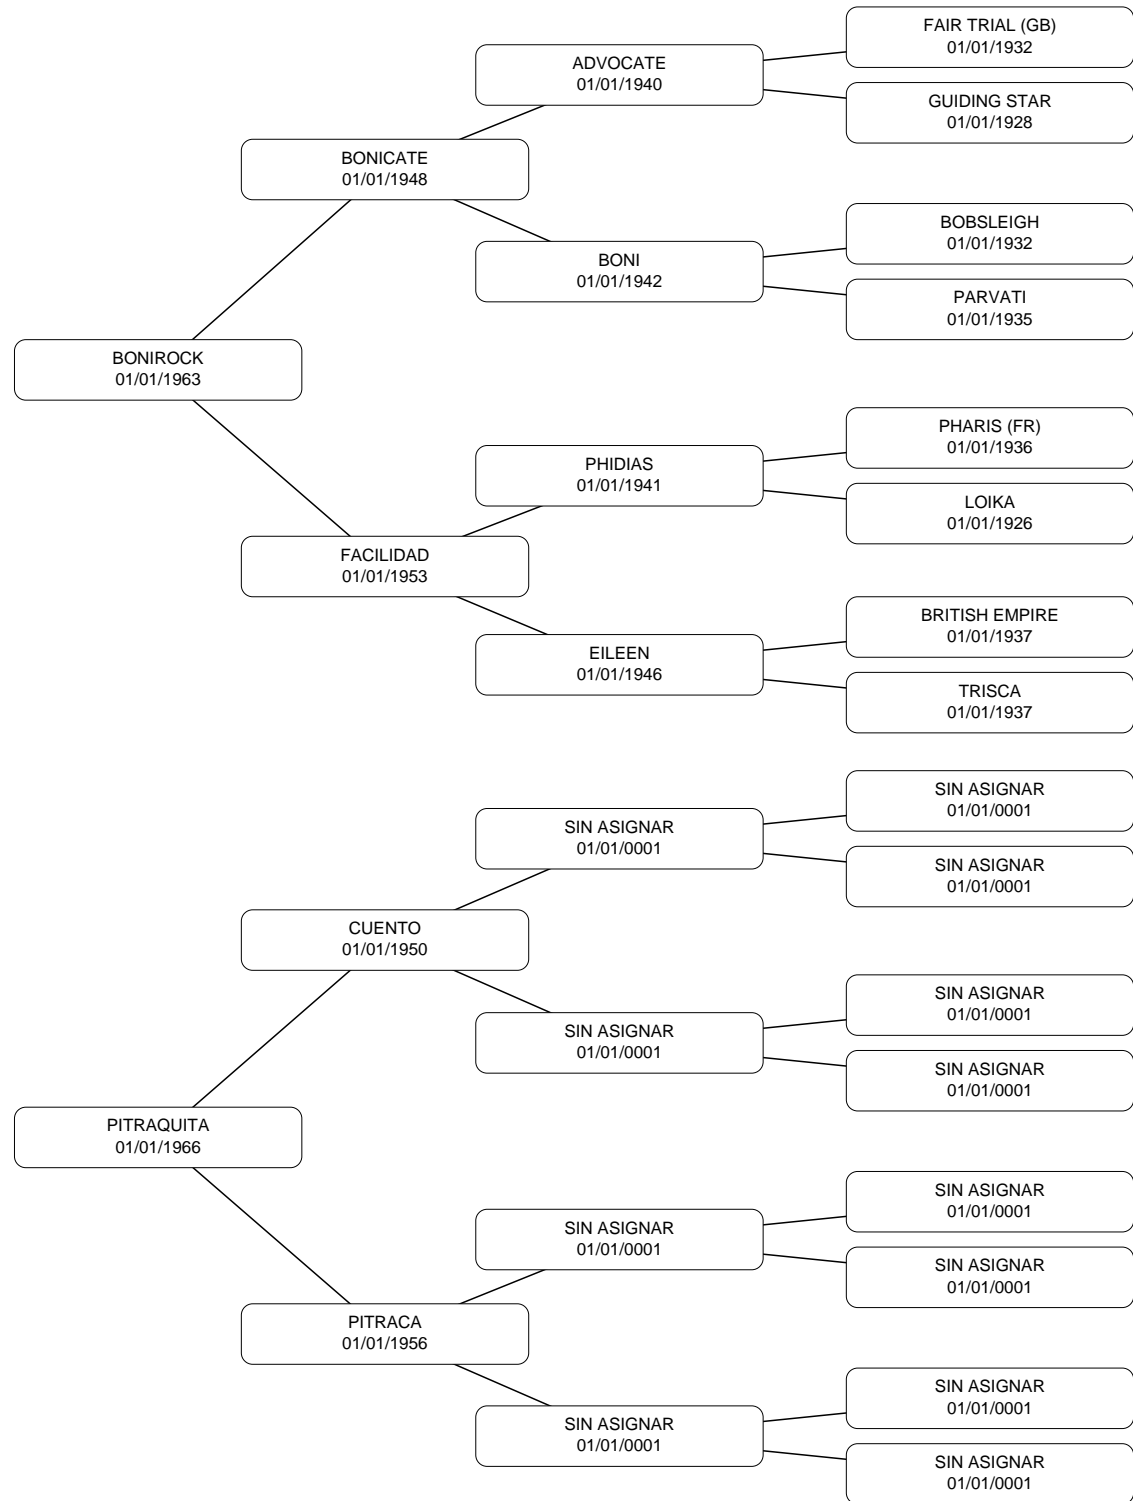 FAIR TRIAL (GB)
01/01/1932
ADVOCATE
01/01/1940
GUIDING STAR
01/01/1928
BONICATE
01/01/1948
BOBSLEIGH
01/01/1932
BONI
01/01/1942
PARVATI
01/01/1935
BONIROCK
01/01/1963
PHARIS (FR)
01/01/1936
PHIDIAS
01/01/1941
LOIKA
01/01/1926
FACILIDAD
01/01/1953
BRITISH EMPIRE
01/01/1937
EILEEN
01/01/1946
TRISCA
01/01/1937
SIN ASIGNAR
01/01/0001
SIN ASIGNAR
01/01/0001
SIN ASIGNAR
01/01/0001
CUENTO
01/01/1950
SIN ASIGNAR
01/01/0001
SIN ASIGNAR
01/01/0001
SIN ASIGNAR
01/01/0001
PITRAQUITA
01/01/1966
SIN ASIGNAR
01/01/0001
SIN ASIGNAR
01/01/0001
SIN ASIGNAR
01/01/0001
PITRACA
01/01/1956
SIN ASIGNAR
01/01/0001
SIN ASIGNAR
01/01/0001
SIN ASIGNAR
01/01/0001